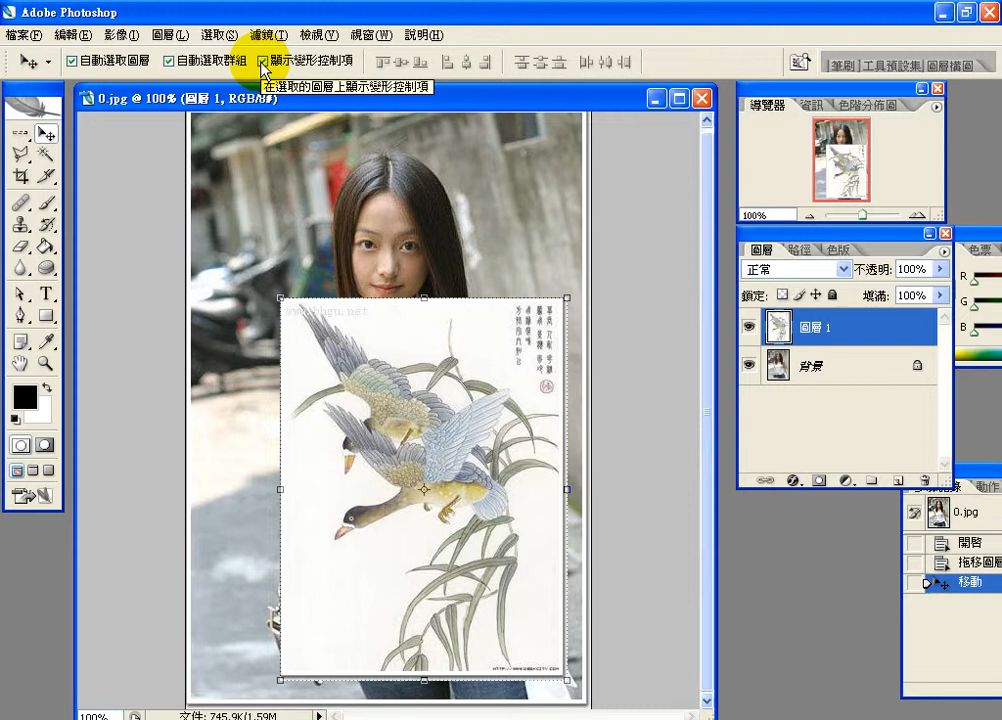 Adobe Photoshop
檔案(F) 編輯(E) 影像(I) 圖層(L) 選取(S) 濾鏡(T) 檢視(V) 視窗(W) 說明(H)
自動選取圖層 自動選取群組 顯示變形控制項
筆刷 工具預設集 圖層構圖
在選取的圖層上顯示變形控制項
0.jpg @ 100% (圖層 1, RGB/8#)
導覽器 資訊 色階分佈圖
100%
圖層 路徑 色版
色票
正常 不透明: 100%
鎖定: 填滿: 100%
R
G
B
圖層 1
背景
動作
0.jpg
開啓
拖移圖層
移動
100% 文件: 745.9K/1.59M